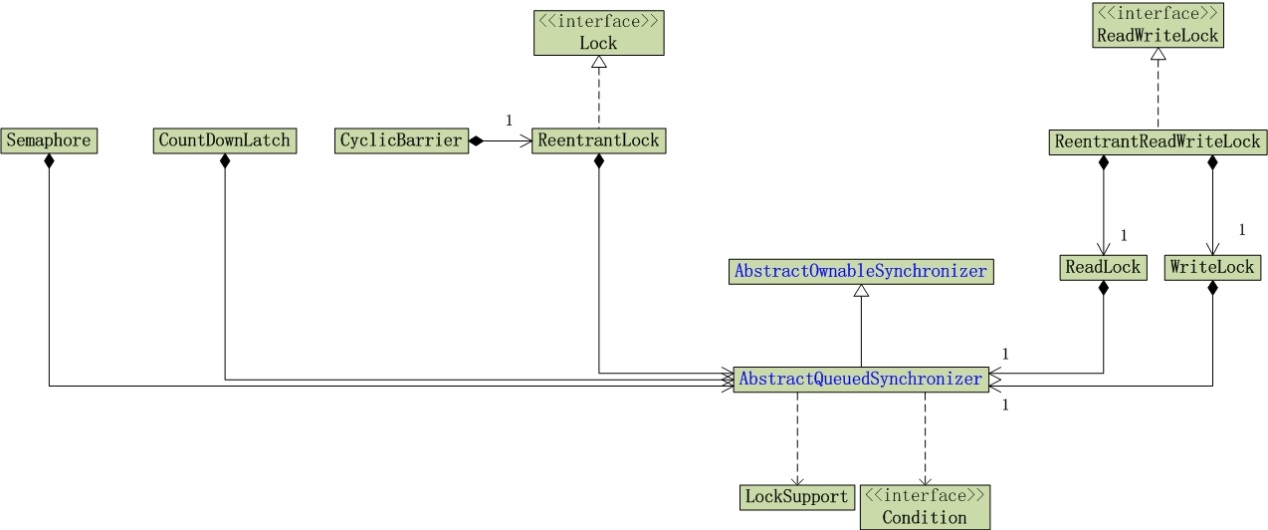 <<interface>>
Lock
<<interface>>
ReadWriteLock
Semaphore
CountDownLatch
CyclicBarrier
1
ReentrantLock
ReentrantReadWriteLock
1
1
ReadLock
WriteLock
AbstractOwnableSynchronizer
1
AbstractQueuedSynchronizer
1
LockSupport
<<interface>>
Condition